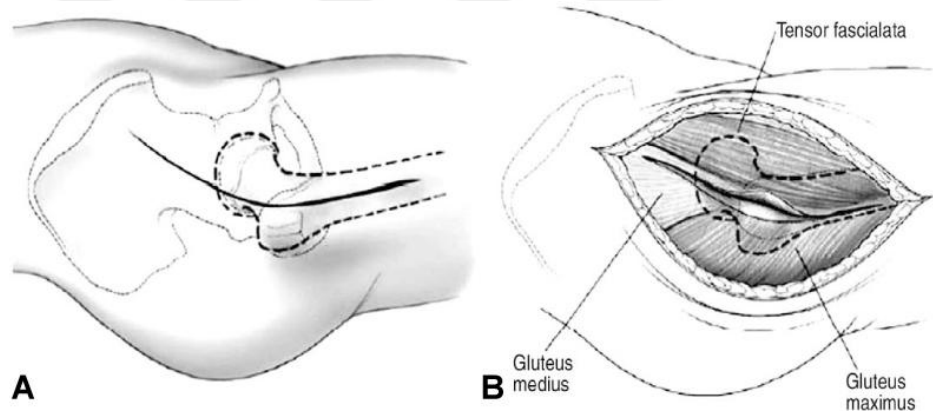 Tensor fascialata
Gluteus
medius
Gluteus
maximus
A
B